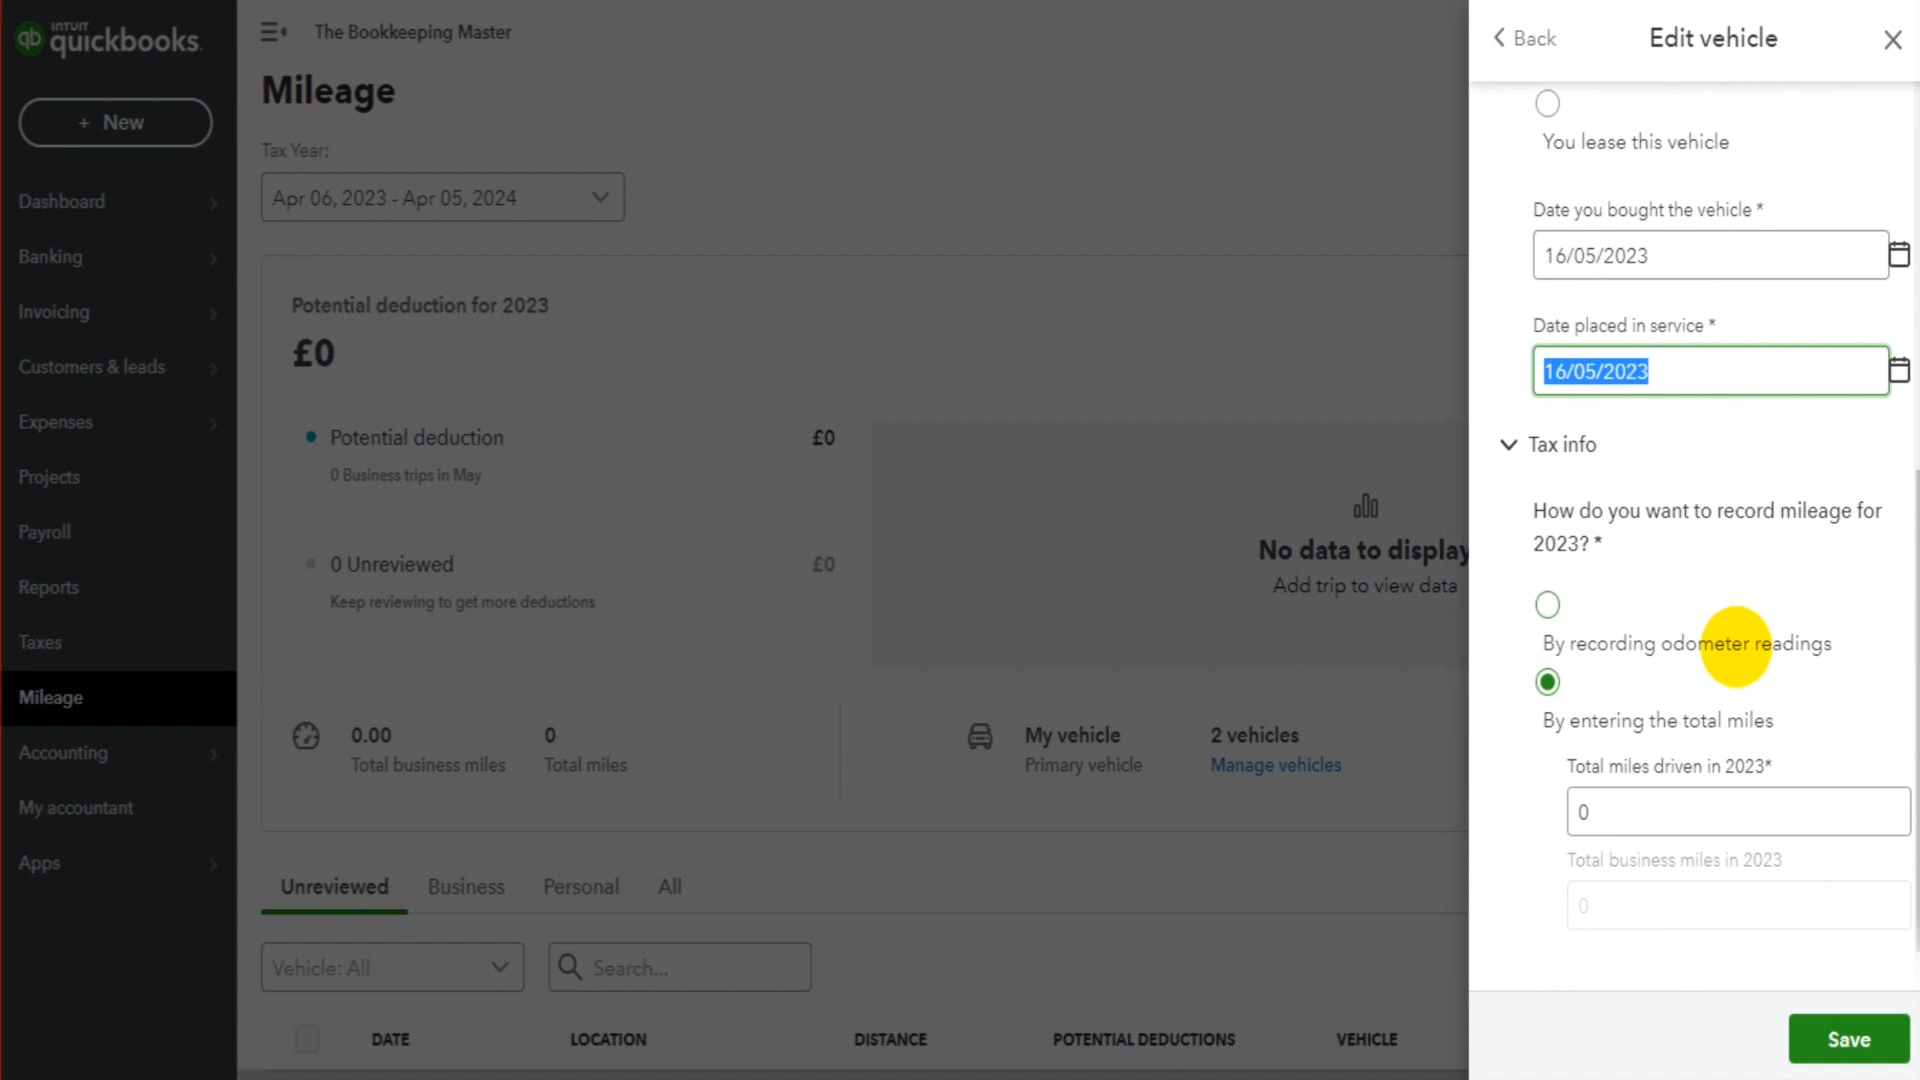 INTUIT
qb quickbooks.
+ New
Dashboard
Banking
Invoicing
Customers & leads
Expenses
Projects
Payroll
Reports
Taxes
Mileage
Accounting
My accountant
Apps
The Bookkeeping Master
Mileage
Tax Year:
Apr 06, 2023 - Apr 05, 2024
Potential deduction for 2023
£0
Potential deduction £0
0 Business trips in May
0 Unreviewed £0
Keep reviewing to get more deductions
No data to display
Add trip to view data
0.00
Total business miles
0
Total miles
My vehicle
Primary vehicle
2 vehicles
Manage vehicles
Unreviewed Business Personal All
Vehicle: All
Search...
DATE LOCATION DISTANCE POTENTIAL DEDUCTIONS VEHICLE
Back
Edit vehicle
You lease this vehicle
Date you bought the vehicle *
16/05/2023
Date placed in service *
16/05/2023
Tax info
How do you want to record mileage for
2023? *
By recording odometer readings
By entering the total miles
Total miles driven in 2023*
0
Total business miles in 2023
0
Save